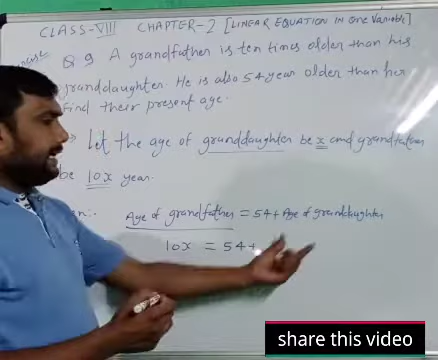 CLASS-VIII CHAPTER-2 [LINEAR EQUATION IN ONE Variable]
Q 9 A grandfather is ten times older than his
granddaughter. He is also 54 year older than her
find their present age.
Let the age of granddaughter be x and grandfather
be 10x year.
Age of grandfather = 54 + Age of granddaughter
10x = 54 +
share this video